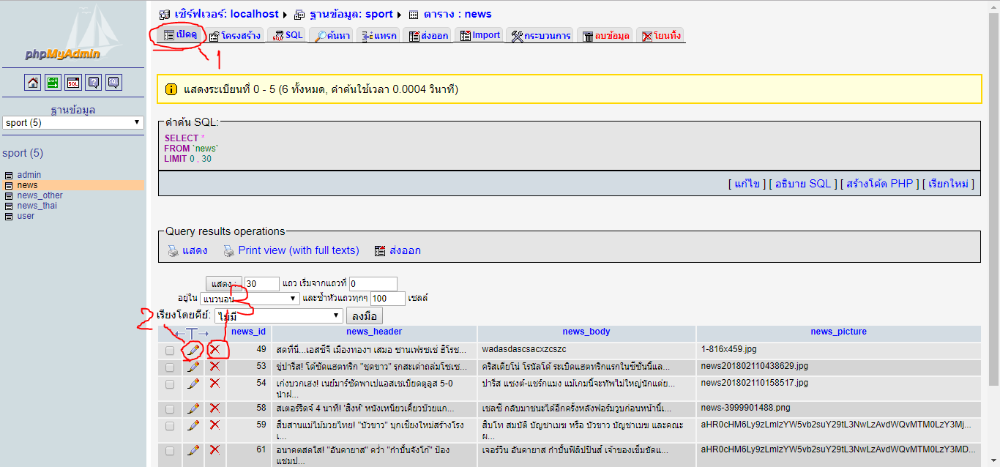 phpMyAdmin
ฐานข้อมูล
sport (5)
sport (5)
admin
news
news_other
news_thai
user
เซิร์ฟเวอร์: localhost ฐานข้อมูล: sport ตาราง : news
เปิดดู โครงสร้าง SQL ค้นหา แทรก ส่งออก Import กระบวนการ ลบข้อมูล โยนทิ้ง
1
แสดงระเบียนที่ 0 - 5 (6 ทั้งหมด, คำค้นใช้เวลา 0.0004 วินาที)
คำค้น SQL:
SELECT *
FROM `news`
LIMIT 0 , 30
[ แก้ไข ] [ อธิบาย SQL ] [ สร้างโค้ด PHP ] [ เรียกใหม่ ]
Query results operations
แสดง Print view (with full texts) ส่งออก
แสดง : 30 แถว เริ่มจากแถวที่ 0
อยู่ใน แนวนอน และซ้ำหัวแถวทุกๆ 100 เซลล์
3
2 เรียงโดยคีย์: ไม่มี ลงมือ
←T→ news_id news_header news_body news_picture
49 สดที่นี่...เอสซีจี เมืองทองฯ เสมอ ซานเฟรซเซ่ ฮิโรช... wadasdascsacxzcszc 1-816x459.jpg
53 ขู่ปารีส! โด้ซัดแฮตทริก "ชุดขาว" รุกสะเด่าถล่มโซเซ... คริสเตียโน่ โรนัลโด้ ระเบิดแฮตทริกแรกในซีซั่นนี้แล... news201802110438629.jpg
54 เก่งบวกเฮง! เนย์มาร์ซัดพาเปแอสเชเบียดตูลูส 5-0 นำฝ... ปารีส แซงต์-แชร์กแมง แม้เกมนี้จะทัพไม่ใหญ่นักแต่ย... news201802110158517.jpg
58 สเตอร์ริดจ์ 4 นาที! 'สิงห์' หนังเหนียวเคี้ยวบ๊วยแก... เชลซี กลับมาชนะได้อีกครั้งหลังฟอร์มวูบก่อนหน้านี้เ... news-3999901488.png
59 สืบสานแม่ไม้มวยไทย! "บัวขาว" บุกเชียงใหม่สร้างโรงเ... สิบโท สมบัติ บัญชาเมฆ หรือ บัวขาว บัญชาเมฆ และคณะผ... aHR0cHM6Ly9zLmlzYW5vb2suY29tL3NwLzAvdWQvMTM0LzY3Mj...
61 อนาคตสดใส! "อันดายาส" คว่ำ "กำปั้นจังโก้" ป้องแชมป... เจอร์วิน อันคายาส กำปั้นฟิลิปปินส์ เจ้าของเข็มขัดแ... aHR0cHM6Ly9zLmlzYW5vb2suY29tL3NwLzAvdWQvMTM0LzY3MD...